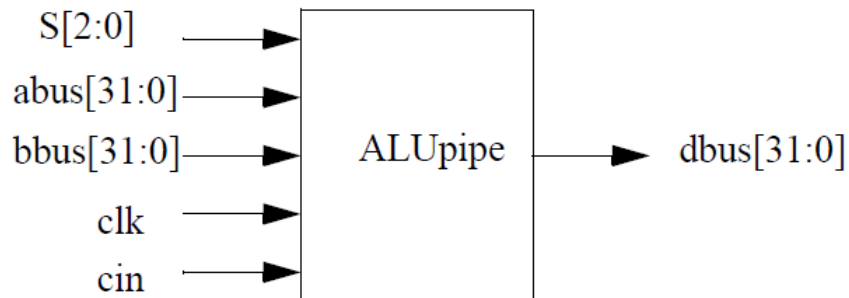 S[2:0]
abus[31:0]
bbus[31:0]
clk
cin
ALUpipe
dbus[31:0]